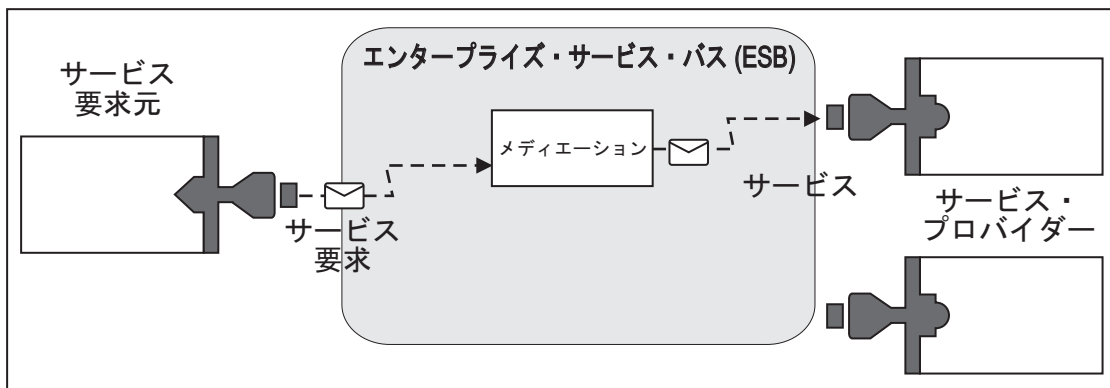 エンタープライズ・サービス・バス (ESB)
サービス
要求元
メディエーション
サービス
要求
サービス
サービス・
プロバイダー